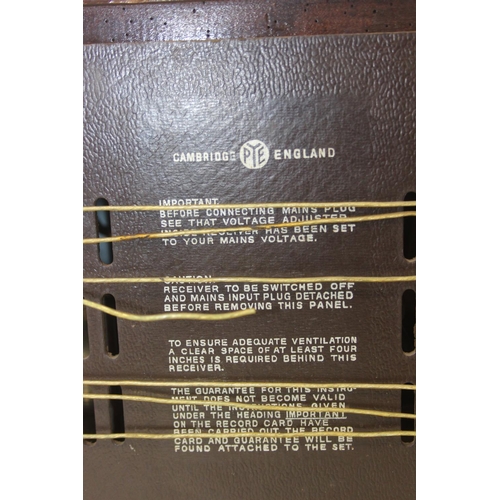 CAMBRIDGE PYE ENGLAND
IMPORTANT
BEFORE CONNECTING MAINS PLUG
SEE THAT VOLTAGE ADJUSTER
INSIDE RECEIVER HAS BEEN SET
TO YOUR MAINS VOLTAGE.
CAUTION.
RECEIVER TO BE SWITCHED OFF
AND MAINS INPUT PLUG DETACHED
BEFORE REMOVING THIS PANEL.
TO ENSURE ADEQUATE VENTILATION
A CLEAR SPACE OF AT LEAST FOUR
INCHES IS REQUIRED BEHIND THIS
RECEIVER.
THE GUARANTEE FOR THIS INSTRU-
MENT DOES NOT BECOME VALID
UNTIL THE INSTRUCTIONS GIVEN
UNDER THE HEADING IMPORTANT
ON THE RECORD CARD HAVE
BEEN CARRIED OUT. THE RECORD
CARD AND GUARANTEE WILL BE
FOUND ATTACHED TO THE SET.